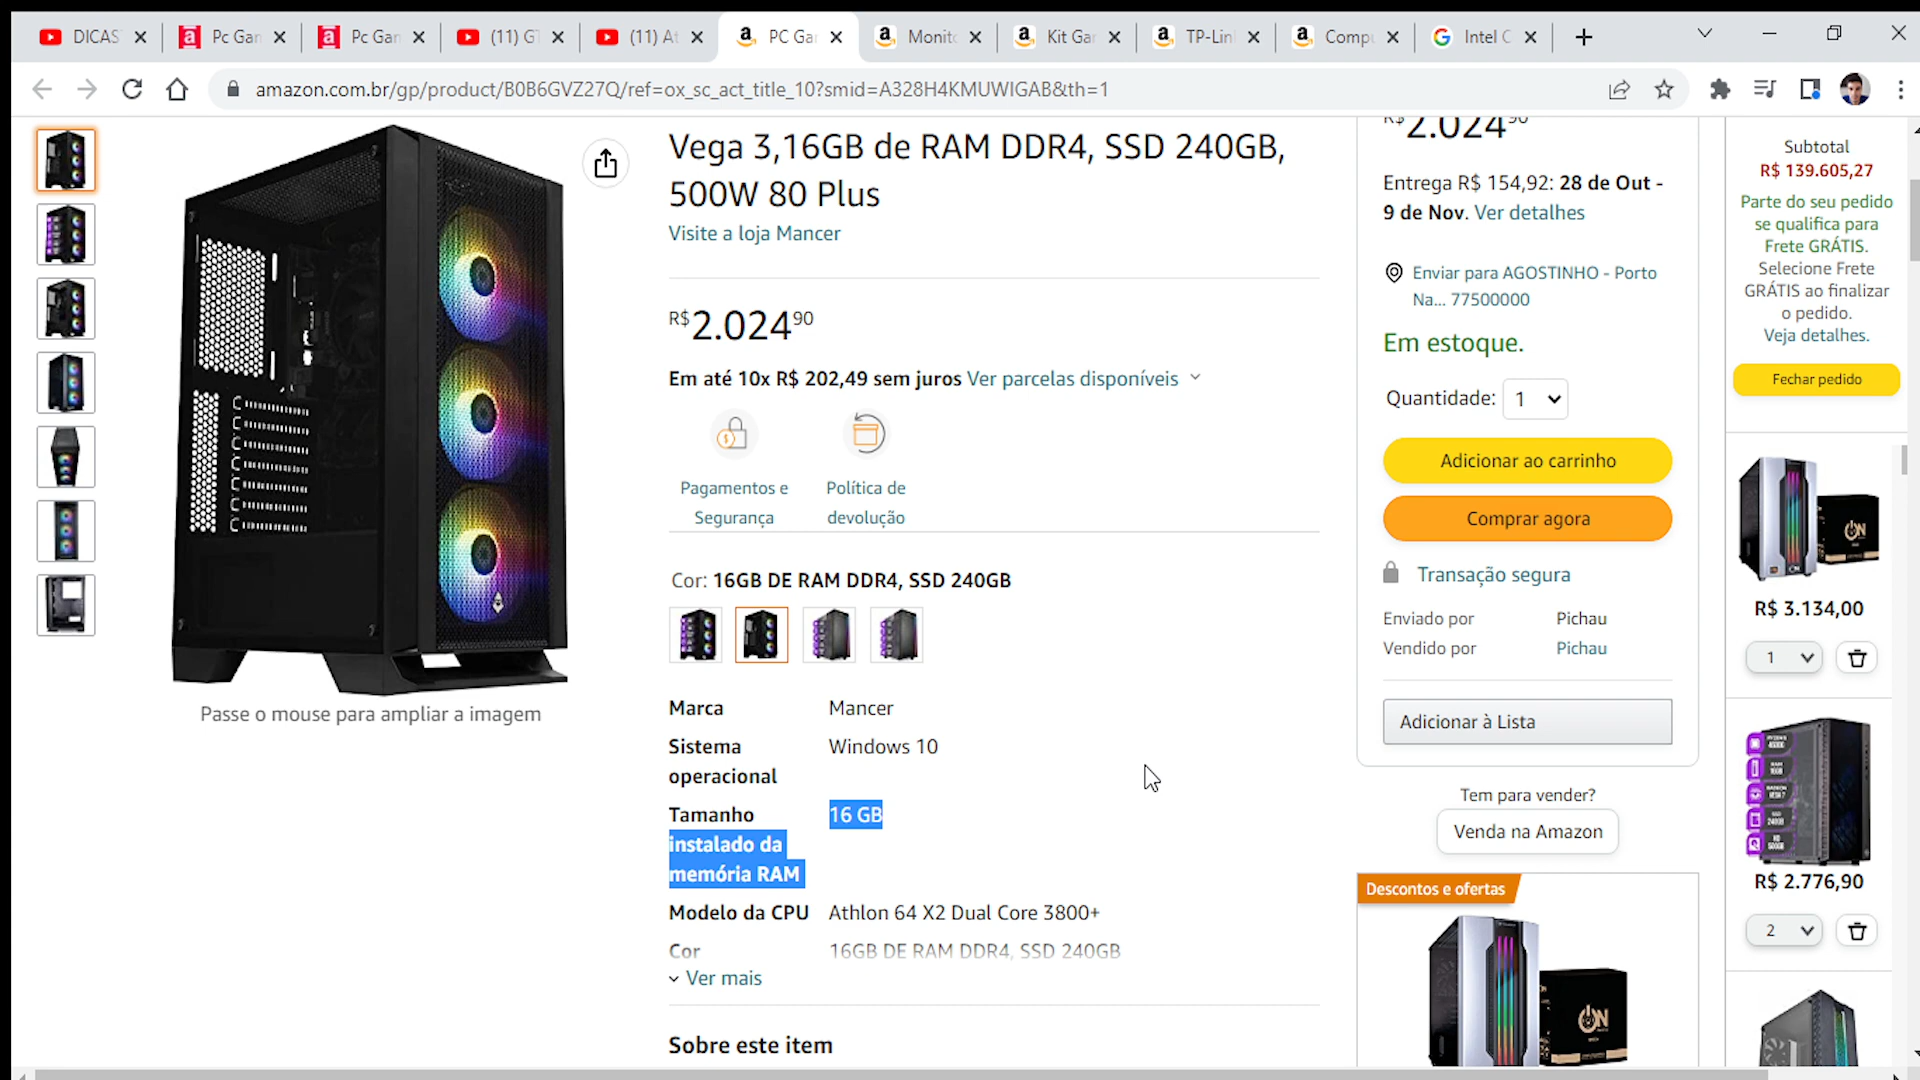 DICAS
Pc Gan
Pc Gan
(11) GT
(11) At
PC Gar
Monito
Kit Gar
TP-Lin
Compu
Intel C
amazon.com.br/gp/product/B0B6GVZ27Q/ref=ox_sc_act_title_10?smid=A328H4KMUWIGAB&th=1
Passe o mouse para ampliar a imagem
Vega 3,16GB de RAM DDR4, SSD 240GB,
500W 80 Plus
Visite a loja Mancer
R$2.02490
Em até 10x R$ 202,49 sem juros Ver parcelas disponíveis
Pagamentos e
Segurança
Política de
devolução
Cor: 16GB DE RAM DDR4, SSD 240GB
Marca Mancer
Sistema Windows 10
operacional
Tamanho 16 GB
instalado da
memória RAM
Modelo da CPU Athlon 64 X2 Dual Core 3800+
Cor 16GB DE RAM DDR4, SSD 240GB
Ver mais
Sobre este item
R$2.02490
Entrega R$ 154,92: 28 de Out -
9 de Nov. Ver detalhes
Enviar para AGOSTINHO - Porto
Na... 77500000
Em estoque.
Quantidade: 1
Adicionar ao carrinho
Comprar agora
Transação segura
Enviado por Pichau
Vendido por Pichau
Adicionar à Lista
Tem para vender?
Venda na Amazon
Descontos e ofertas
ON
Subtotal
R$ 139.605,27
Parte do seu pedido
se qualifica para
Frete GRÁTIS.
Selecione Frete
GRÁTIS ao finalizar
o pedido.
Veja detalhes.
Fechar pedido
ON
R$ 3.134,00
1
R$ 2.776,90
2